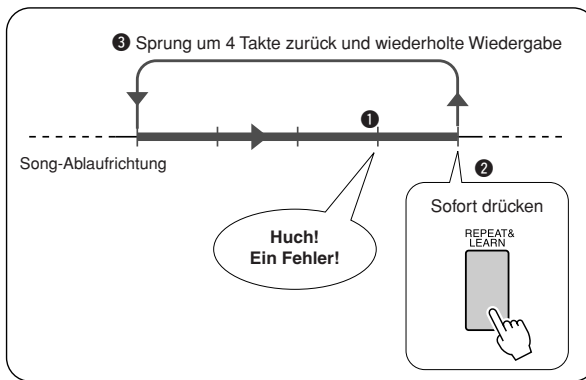 ❸ Sprung um 4 Takte zurück und wiederholte Wiedergabe
❶
Song-Ablaufrichtung
❷
Huch!
Ein Fehler!
Sofort drücken
REPEAT&
LEARN